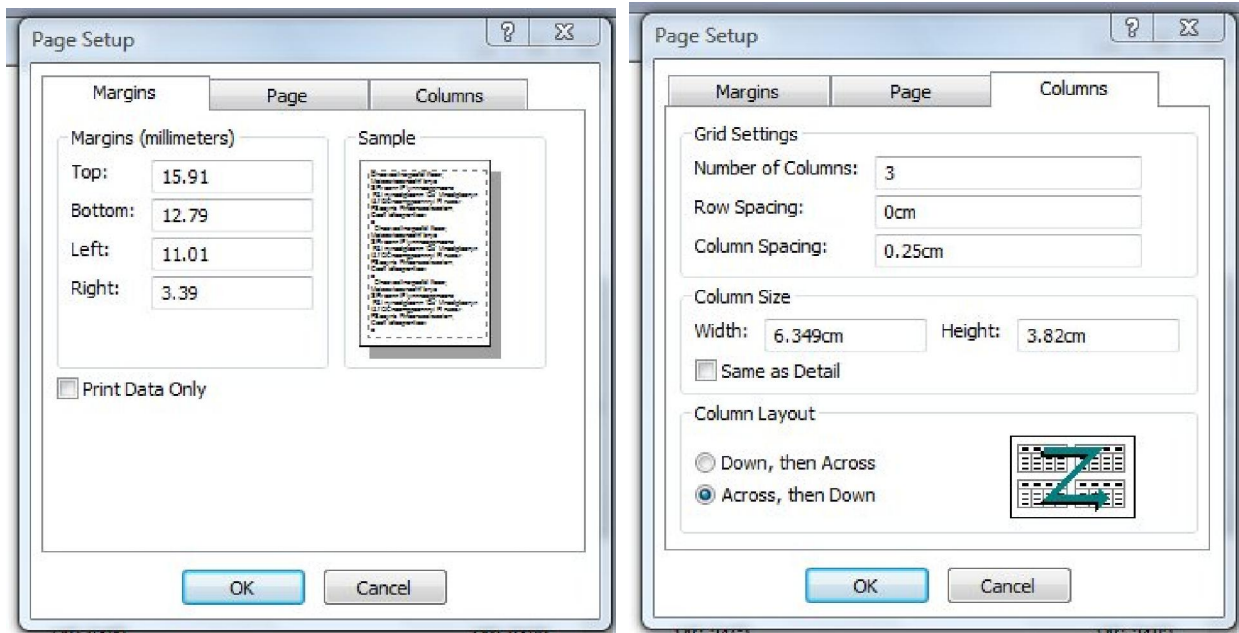 Page Setup
Margins Page Columns
Margins (millimeters)
Top: 15.91
Bottom: 12.79
Left: 11.01
Right: 3.39
Sample
Print Data Only
OK Cancel
Page Setup
Margins Page Columns
Grid Settings
Number of Columns: 3
Row Spacing: 0cm
Column Spacing: 0.25cm
Column Size
Width: 6.349cm Height: 3.82cm
Same as Detail
Column Layout
Down, then Across
Across, then Down
OK Cancel